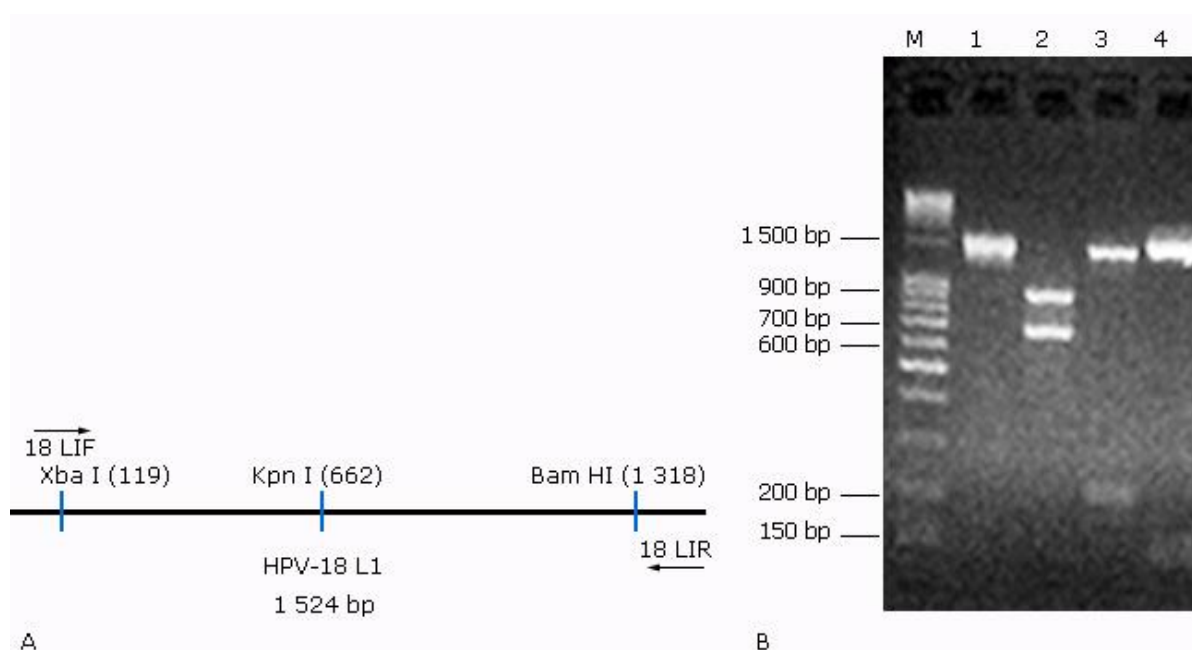 M 1 2 3 4
1 500 bp
900 bp
700 bp
600 bp
200 bp
150 bp
18 LIF
Xba I (119) Kpn I (662) Bam HI (1 318)
18 LIR
HPV-18 L1
1 524 bp
A B